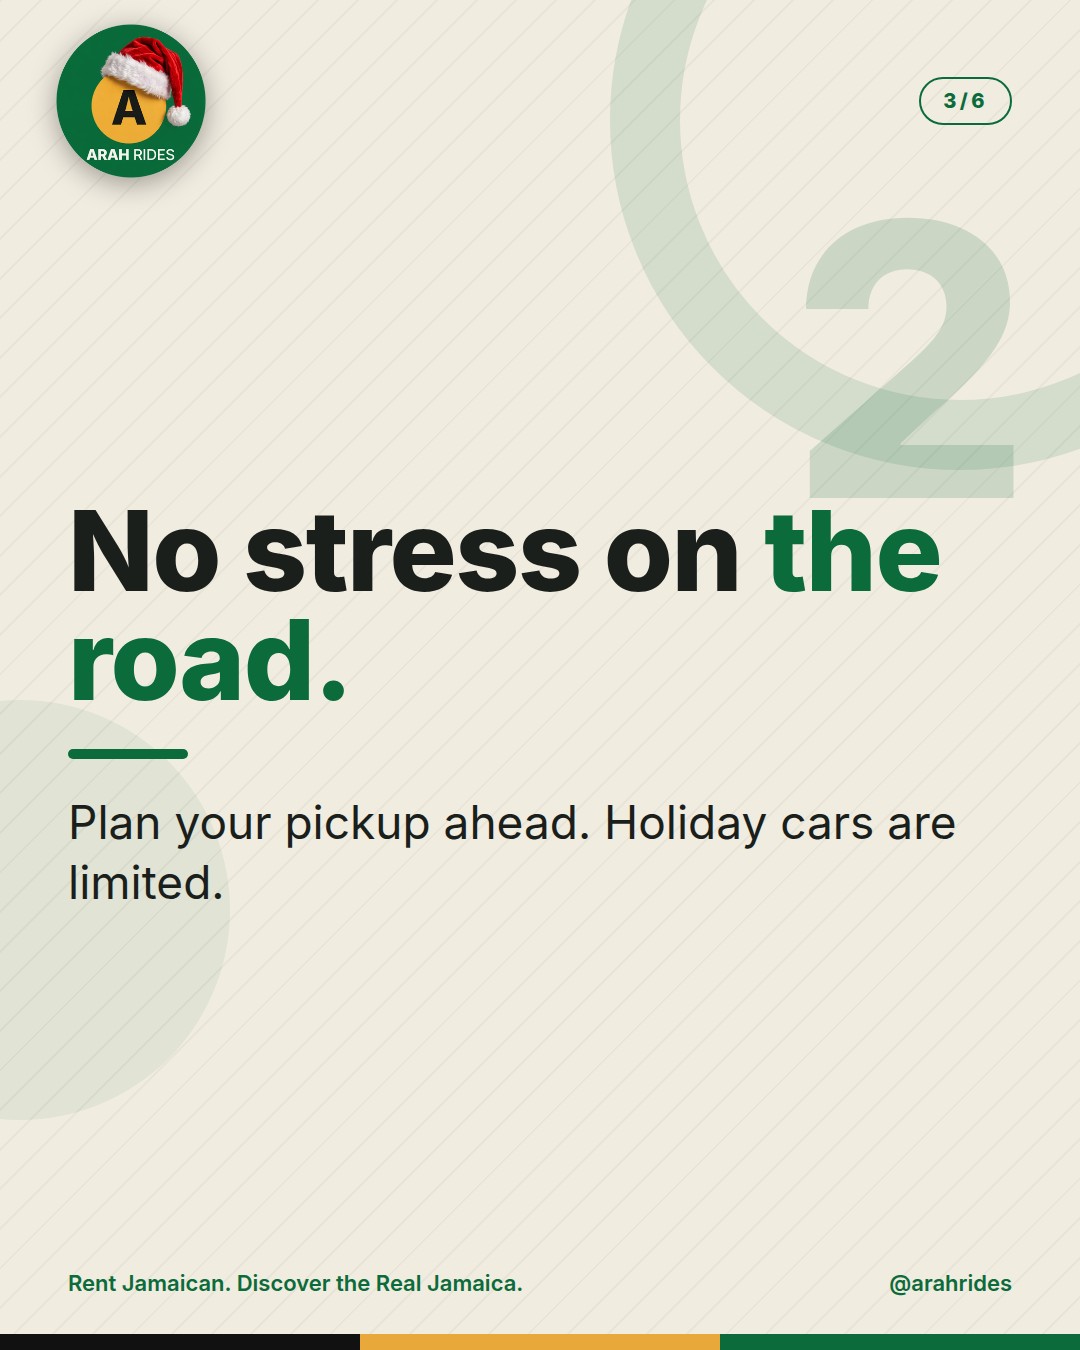 A
ARAH RIDES
3/6
2
No stress on the
road.
Plan your pickup ahead. Holiday cars are
limited.
Rent Jamaican. Discover the Real Jamaica.
@arahrides